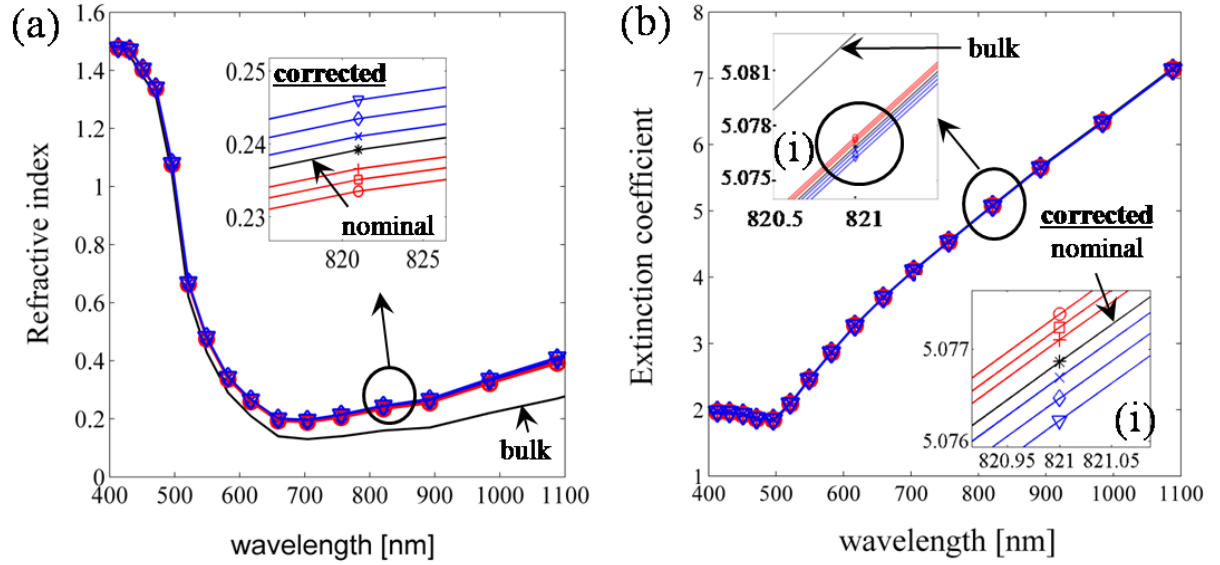 (a)
1.6
1.4
1.2
1
0.8
0.6
0.4
0.2
0
Refractive index
400 500 600 700 800 900 1000 1100
wavelength [nm]
corrected
0.25
0.24
0.23
820 825
nominal
bulk
(b)
8
7
6
5
4
3
2
1
Extinction coefficient
400 500 600 700 800 900 1000 1100
wavelength [nm]
bulk
5.081
5.078
5.075
(i)
820.5 821
corrected
nominal
5.077
5.076
(i)
820.95 821 821.05